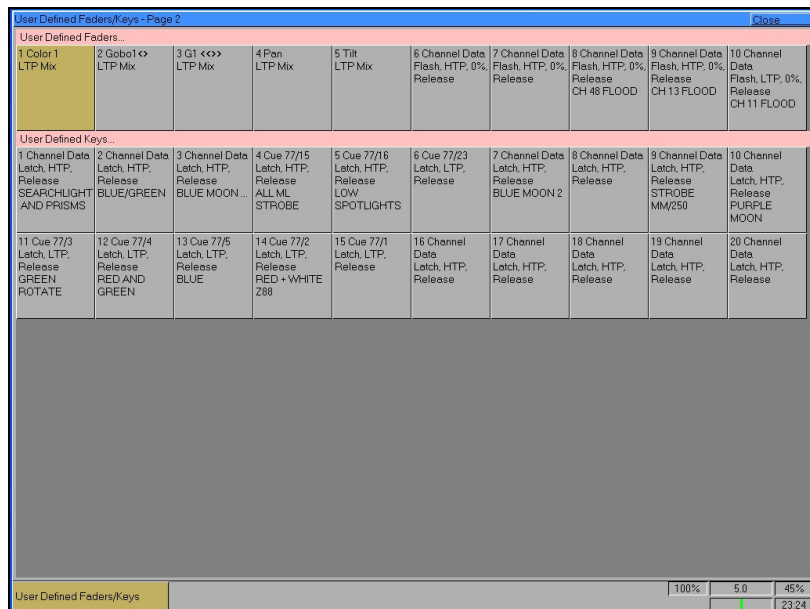 User Defined Faders/Keys - Page 2
Close
User Defined Faders...
1 Color 1
LTP Mix
2 Gobo1<>
LTP Mix
3 G1 <<>>
LTP Mix
4 Pan
LTP Mix
5 Tilt
LTP Mix
6 Channel Data
Flash, HTP, 0%,
Release
7 Channel Data
Flash, HTP, 0%,
Release
8 Channel Data
Flash, HTP, 0%,
Release
CH 48 FLOOD
9 Channel Data
Flash, HTP, 0%,
Release
CH 13 FLOOD
10 Channel
Data
Flash, LTP, 0%,
Release
CH 11 FLOOD
User Defined Keys...
1 Channel Data
Latch, HTP,
Release
SEARCHLIGHT
AND PRISMS
2 Channel Data
Latch, HTP,
Release
BLUE/GREEN
3 Channel Data
Latch, HTP,
Release
BLUE MOON ...
4 Cue 77/15
Latch, HTP,
Release
ALL ML
STROBE
5 Cue 77/16
Latch, HTP,
Release
LOW
SPOTLIGHTS
6 Cue 77/23
Latch, LTP,
Release
7 Channel Data
Latch, HTP,
Release
BLUE MOON 2
8 Channel Data
Latch, HTP,
Release
9 Channel Data
Latch, HTP,
Release
STROBE
MM/250
10 Channel
Data
Latch, HTP,
Release
PURPLE
MOON
11 Cue 77/3
Latch, LTP,
Release
GREEN
ROTATE
12 Cue 77/4
Latch, LTP,
Release
RED AND
GREEN
13 Cue 77/5
Latch, LTP,
Release
BLUE
14 Cue 77/2
Latch, LTP,
Release
RED + WHITE
Z88
15 Cue 77/1
Latch, LTP,
Release
16 Channel
Data
Latch, HTP,
Release
17 Channel
Data
Latch, HTP,
Release
18 Channel
Data
Latch, HTP,
Release
19 Channel
Data
Latch, HTP,
Release
20 Channel
Data
Latch, HTP,
Release
User Defined Faders/Keys
100%
5.0
45%
23:24